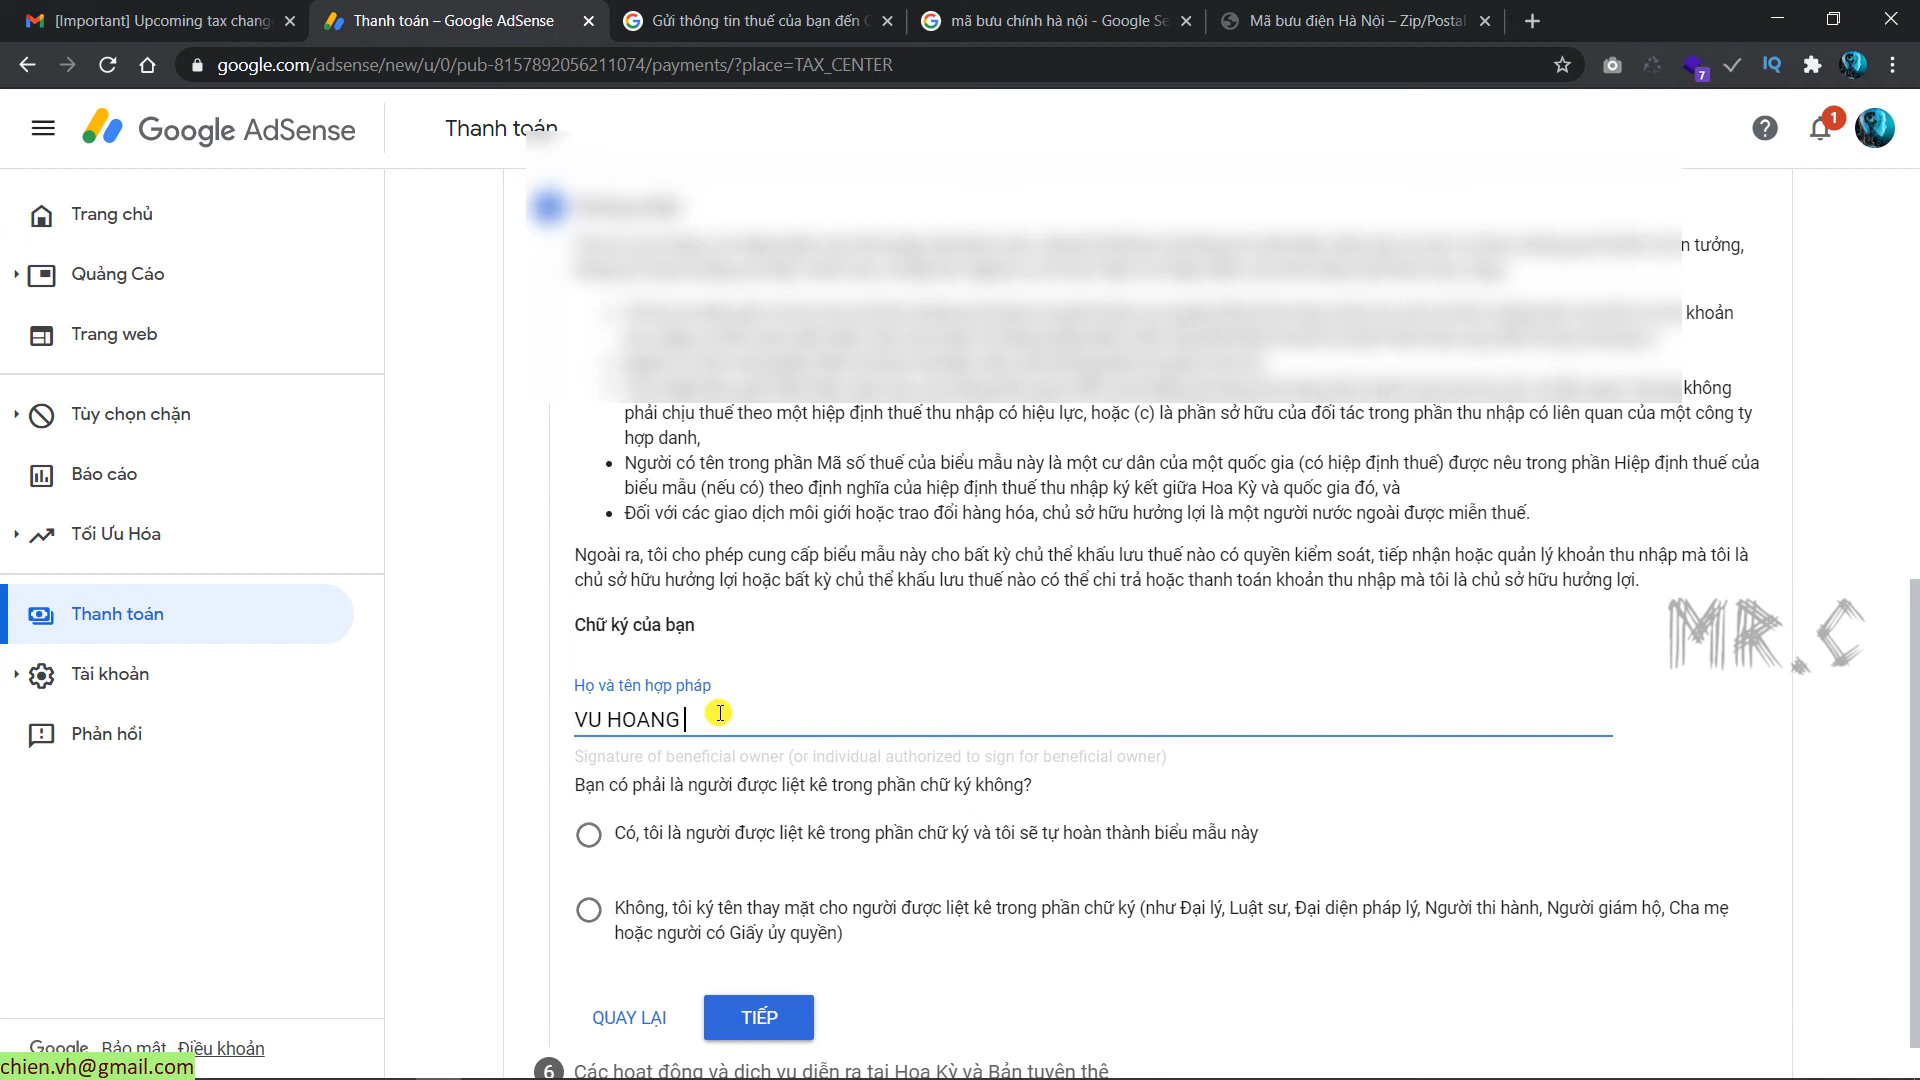 [Important] Upcoming tax chang
Thanh toán – Google AdSense
Gửi thông tin thuế của bạn đến
mã bưu chính hà nội - Google Se
Mã bưu điện Hà Nội – Zip/Postal
google.com/adsense/new/u/0/pub-8157892056211074/payments/?place=TAX_CENTER
7
IQ
Google AdSense
Thanh toán
1
Trang chủ
Quảng Cáo
Trang web
Tùy chọn chặn
Báo cáo
Tối Ưu Hóa
Thanh toán
Tài khoản
Phản hồi
Google Bảo mật Điều khoản
chien.vh@gmail.com
n tưởng,
khoản
không
phải chịu thuế theo một hiệp định thuế thu nhập có hiệu lực, hoặc (c) là phần sở hữu của đối tác trong phần thu nhập có liên quan của một công ty
hợp danh,
Người có tên trong phần Mã số thuế của biểu mẫu này là một cư dân của một quốc gia (có hiệp định thuế) được nêu trong phần Hiệp định thuế của
biểu mẫu (nếu có) theo định nghĩa của hiệp định thuế thu nhập ký kết giữa Hoa Kỳ và quốc gia đó, và
Đối với các giao dịch môi giới hoặc trao đổi hàng hóa, chủ sở hữu hưởng lợi là một người nước ngoài được miễn thuế.
Ngoài ra, tôi cho phép cung cấp biểu mẫu này cho bất kỳ chủ thể khấu lưu thuế nào có quyền kiểm soát, tiếp nhận hoặc quản lý khoản thu nhập mà tôi là
chủ sở hữu hưởng lợi hoặc bất kỳ chủ thể khấu lưu thuế nào có thể chi trả hoặc thanh toán khoản thu nhập mà tôi là chủ sở hữu hưởng lợi.
Chữ ký của bạn
MR.C
Họ và tên hợp pháp
VU HOANG
Signature of beneficial owner (or individual authorized to sign for beneficial owner)
Bạn có phải là người được liệt kê trong phần chữ ký không?
Có, tôi là người được liệt kê trong phần chữ ký và tôi sẽ tự hoàn thành biểu mẫu này
Không, tôi ký tên thay mặt cho người được liệt kê trong phần chữ ký (như Đại lý, Luật sư, Đại diện pháp lý, Người thi hành, Người giám hộ, Cha mẹ
hoặc người có Giấy ủy quyền)
QUAY LẠI
TIẾP
6 Các hoạt động và dịch vụ diễn ra tại Hoa Kỳ và Bản tuyên thệ